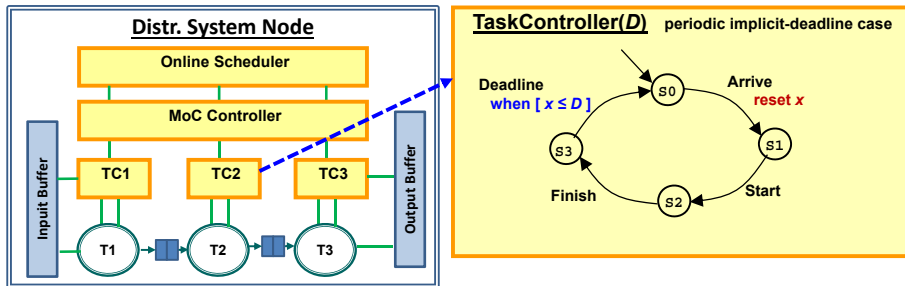 Distr. System Node
Online Scheduler
MoC Controller
Inpuit Buffer
Output Buffer
TC1
TC2
TC3
T1
T2
T3
TaskController(D) periodic implicit-deadline case
Deadline
when [ x ≤ D ]
Arrive
reset x
S0
S1
S2
S3
Finish
Start